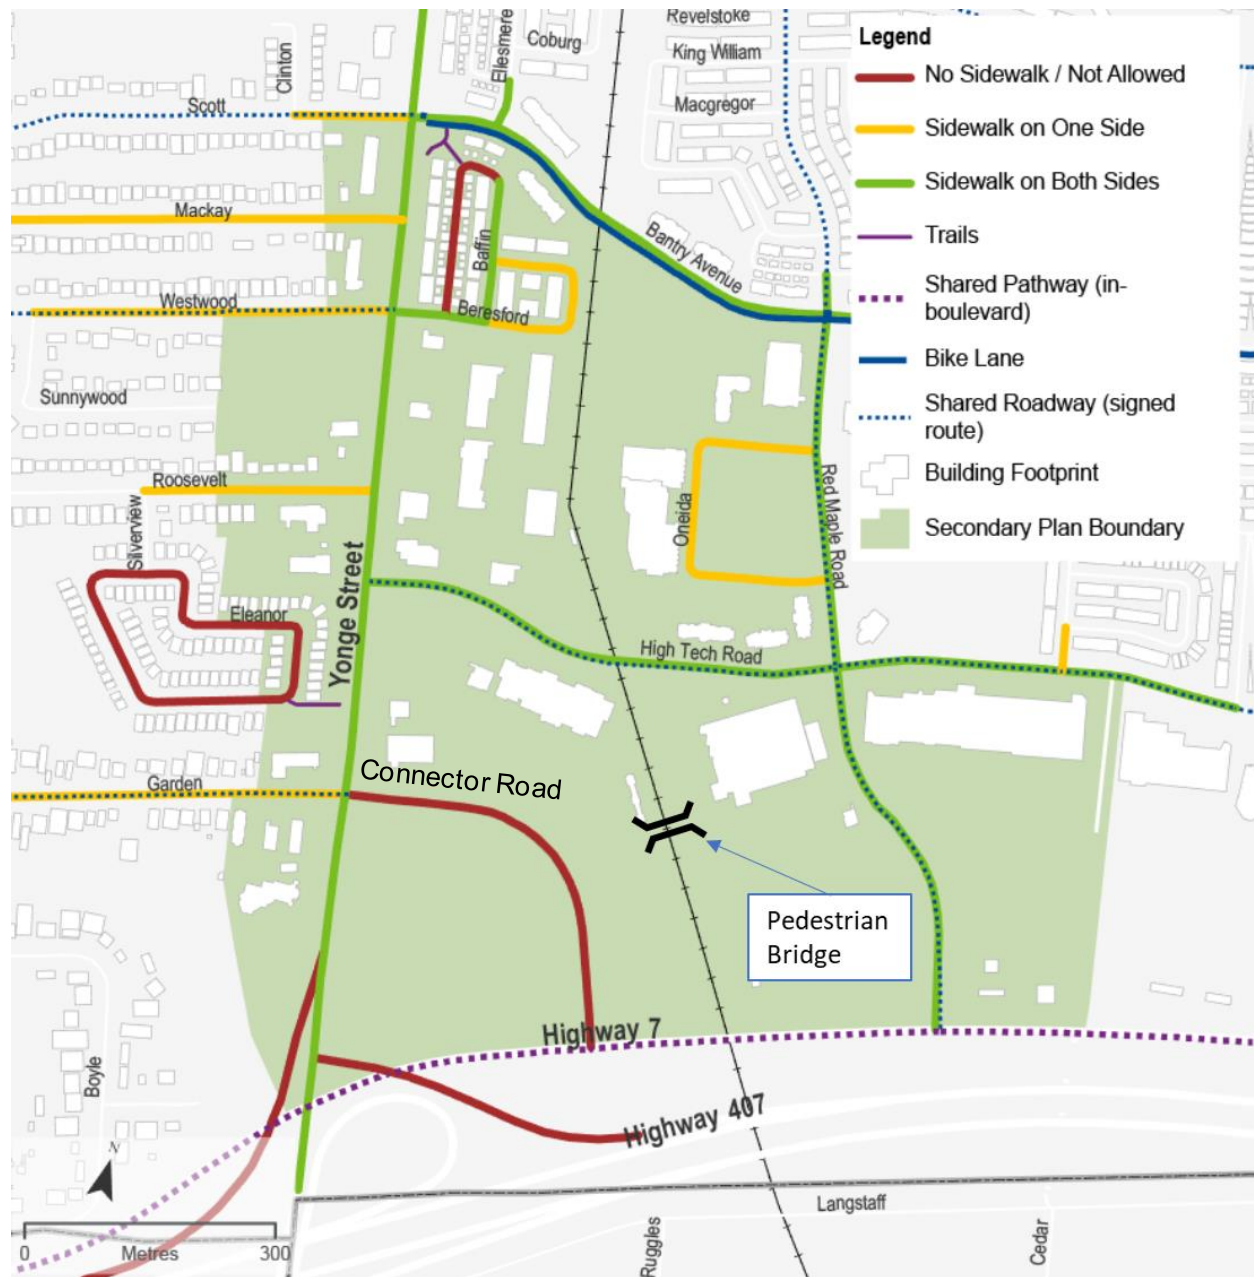 Revelstoke
Ellesmere
Coburg
Clinton
King William
Macgregor
Scott
Mackay
Bantry Avenue
Baffin
Westwood
Beresford
Sunnywood
Roosevelt
Silverview
Oneida
Red Maple Road
Eleanor
Yonge Street
High Tech Road
Garden
Connector Road
Pedestrian
Bridge
Highway 7
Boyle
Highway 407
N
Langstaff
Ruggles
Cedar
0 Metres 300
Legend
No Sidewalk / Not Allowed
Sidewalk on One Side
Sidewalk on Both Sides
Trails
Shared Pathway (in-
boulevard)
Bike Lane
Shared Roadway (signed
route)
Building Footprint
Secondary Plan Boundary